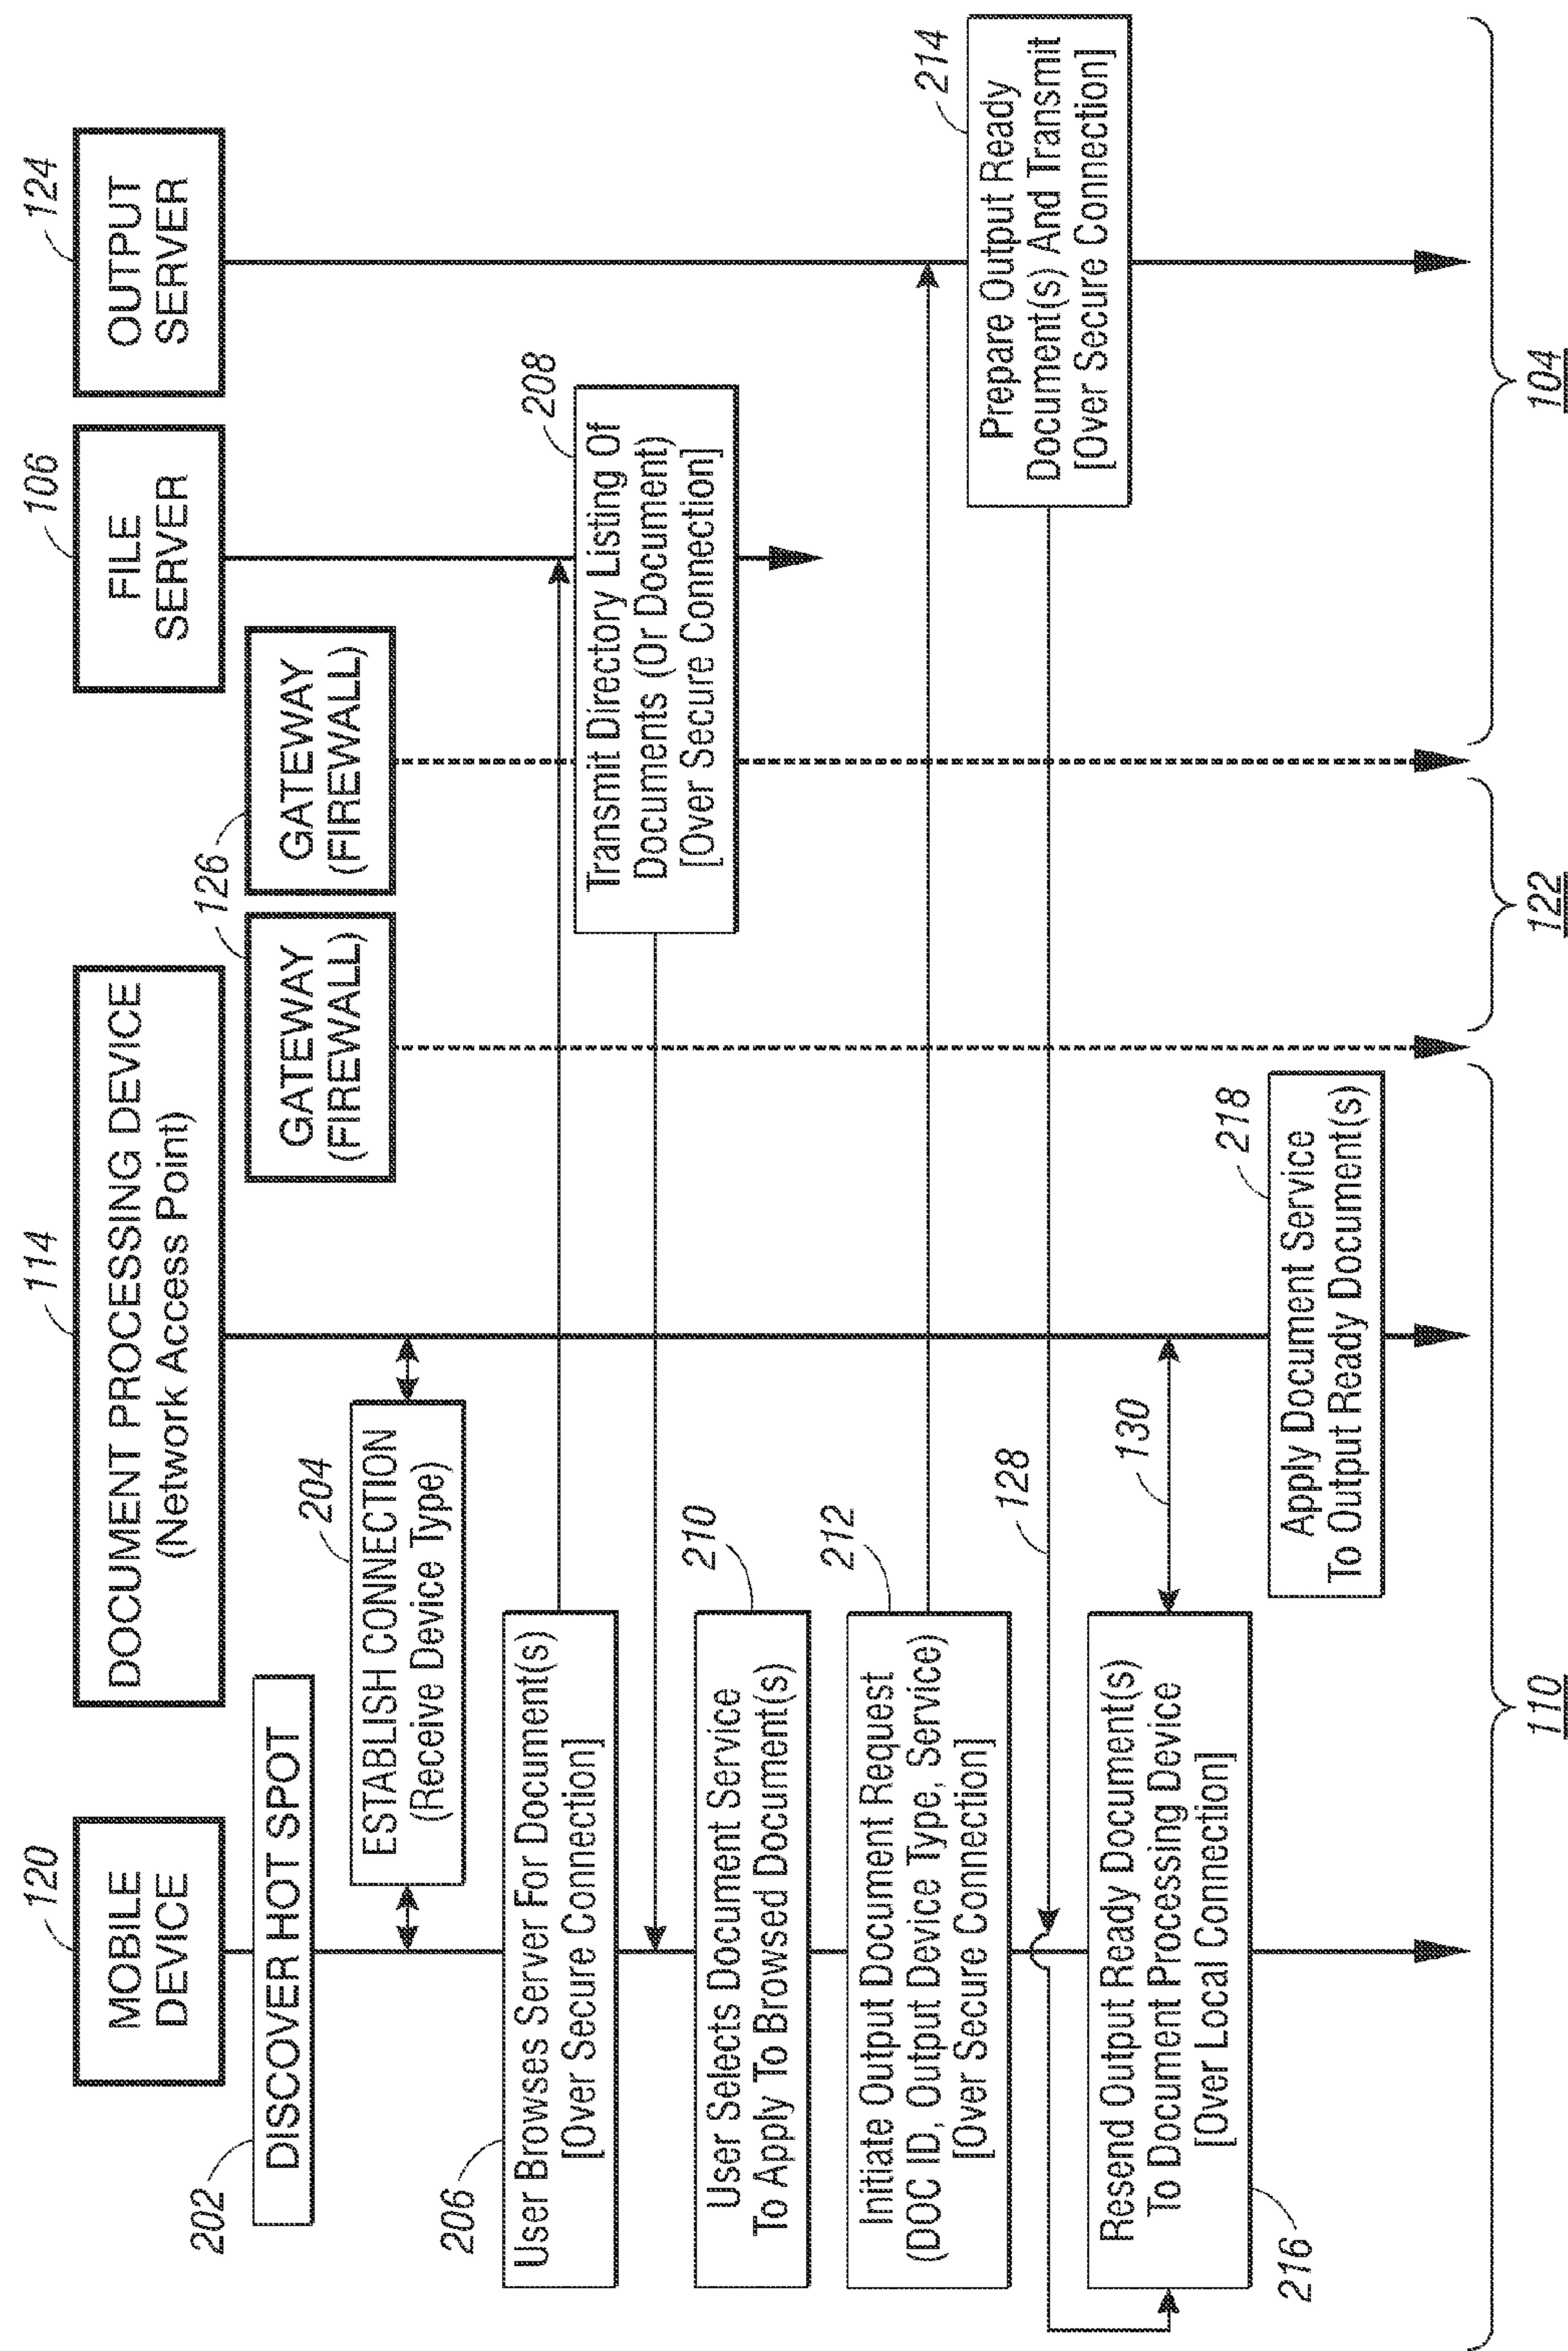 120
MOBILE
DEVICE
114
DOCUMENT PROCESSING DEVICE
(Network Access Point)
106
FILE
SERVER
124
OUTPUT
SERVER
126
GATEWAY
(FIREWALL)
GATEWAY
(FIREWALL)
202
DISCOVER HOT SPOT
204
ESTABLISH CONNECTION
(Receive Device Type)
206
User Browses Server For Document(s)
[Over Secure Connection]
208
Transmit Directory Listing Of
Documents (Or Document)
[Over Secure Connection]
210
User Selects Document Service
To Apply To Browsed Document(s)
212
Initiate Output Document Request
(DOC ID, Output Device Type, Service)
[Over Secure Connection]
214
Prepare Output Ready
Document(s) And Transmit
[Over Secure Connection]
128
216
Resend Output Ready Document(s)
To Document Processing Device
[Over Local Connection]
130
218
Apply Document Service
To Output Ready Document(s)
110
122
104